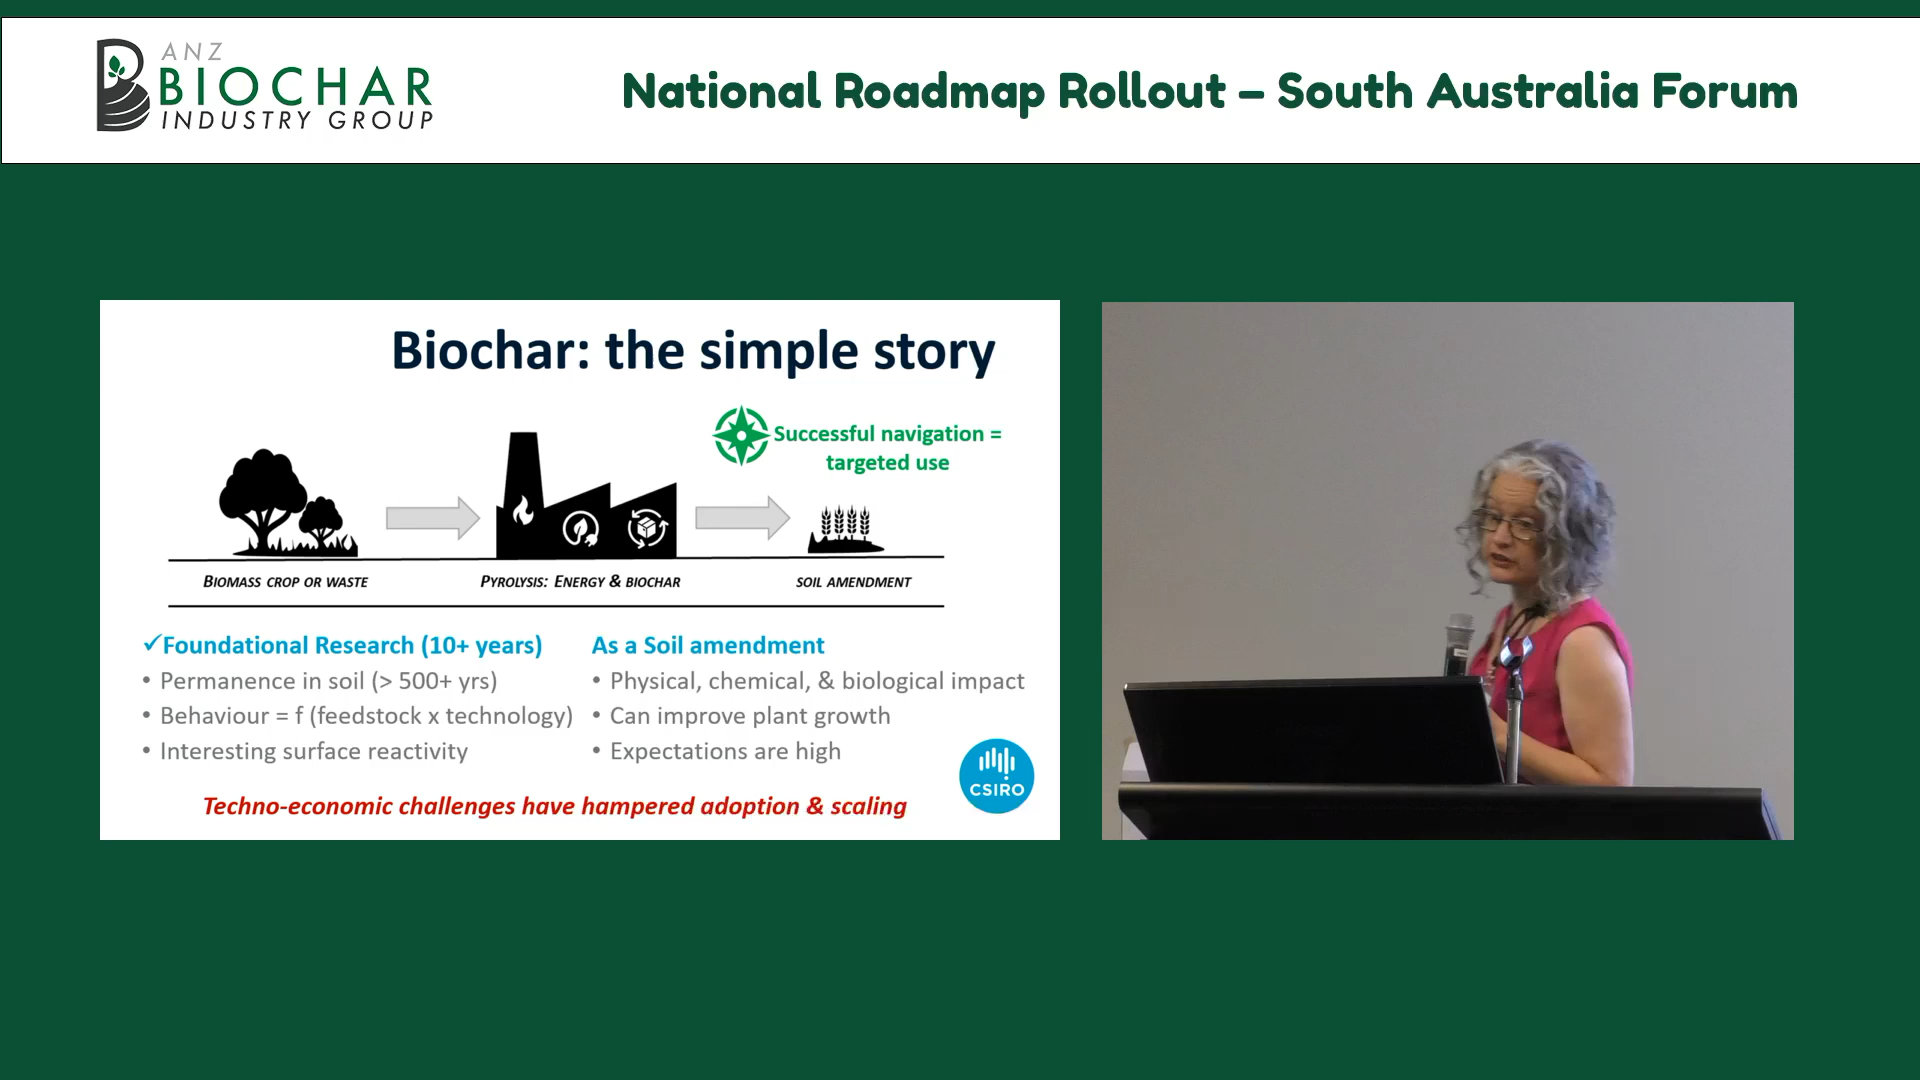 ANZ
BIOCHAR
INDUSTRY GROUP
National Roadmap Rollout – South Australia Forum
Biochar: the simple story
Successful navigation =
targeted use
BIOMASS CROP OR WASTE
PYROLYSIS: ENERGY & BIOCHAR
SOIL AMENDMENT
✓Foundational Research (10+ years)
• Permanence in soil (> 500+ yrs)
• Behaviour = f (feedstock x technology)
• Interesting surface reactivity
As a Soil amendment
• Physical, chemical, & biological impact
• Can improve plant growth
• Expectations are high
Techno-economic challenges have hampered adoption & scaling
CSIRO